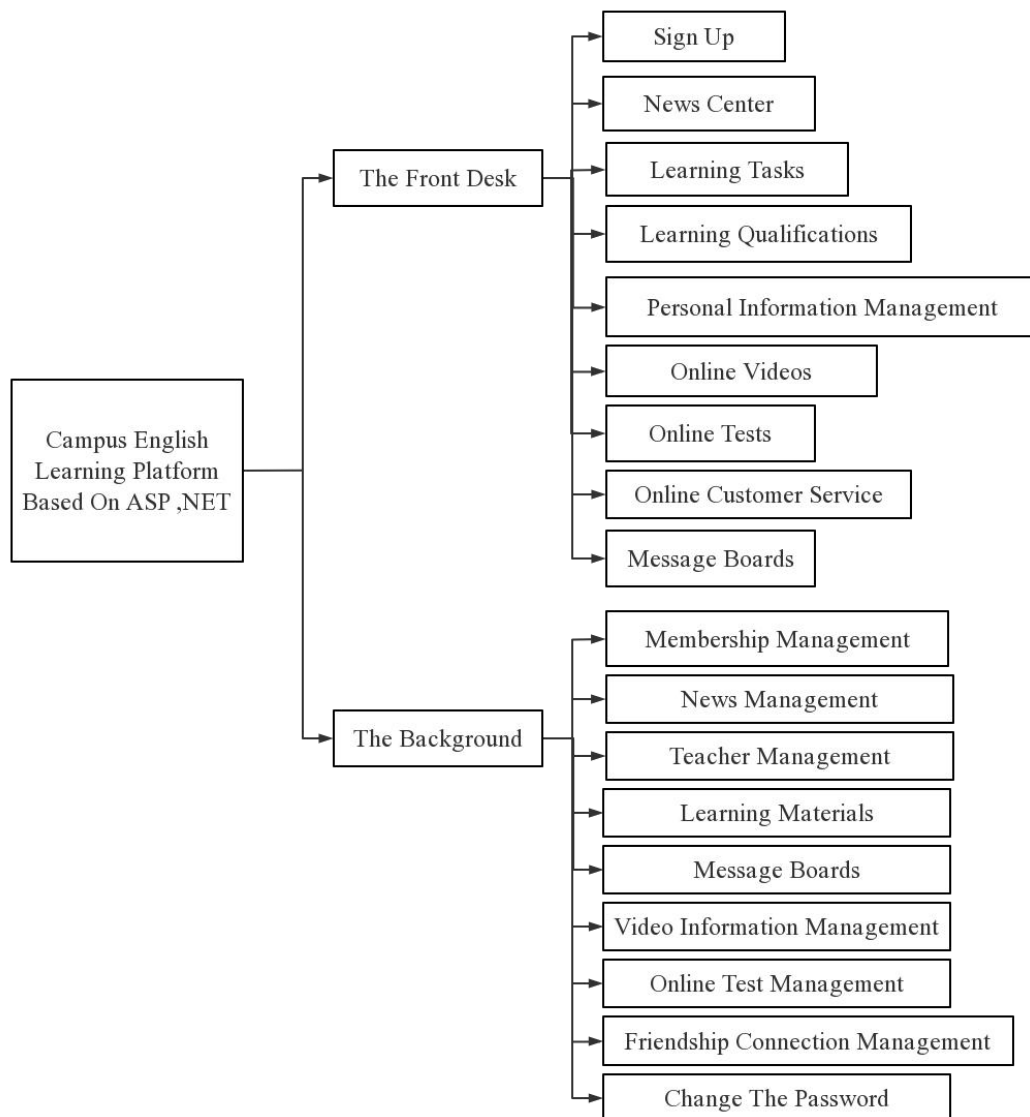 Campus English
Learning Platform
Based On ASP ,NET
The Front Desk
Sign Up
News Center
Learning Tasks
Learning Qualifications
Personal Information Management
Online Videos
Online Tests
Online Customer Service
Message Boards
The Background
Membership Management
News Management
Teacher Management
Learning Materials
Message Boards
Video Information Management
Online Test Management
Friendship Connection Management
Change The Password